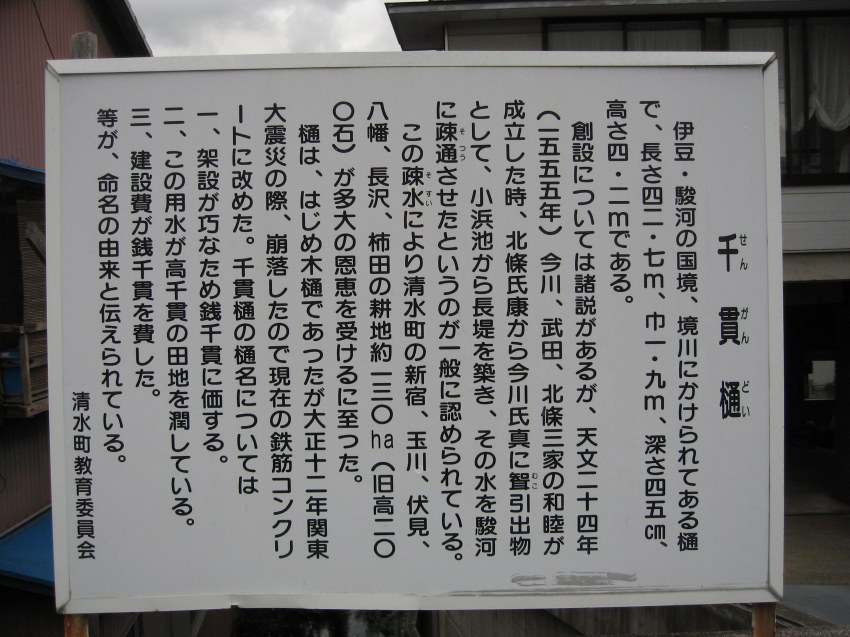 千貫樋
せんがんどい
伊豆・駿河の国境、境川にかけられてある樋
で、長さ四二・七m、巾一・九m、深さ四五㎝、
高さ四・二mである。
創設については諸説があるが、天文二十四年
(一五五五年)今川、武田、北條三家の和睦が
成立した時、北條氏康から今川氏真に聟引出物
むこ
として、小浜池から長堤を築き、その水を駿河
に疎通させたというのが一般に認められている。
そつう
この疎水により清水町の新宿、玉川、伏見、
そすい
八幡、長沢、柿田の耕地約一三〇ha(旧高二〇
〇石)が多大の恩恵を受けるに至つた。
樋は、はじめ木樋であつたが大正十二年関東
大震災の際、崩落したので現在の鉄筋コンクリ
ートに改めた。千貫樋の樋名については
一、架設が巧なため銭千貫に価する。
二、この用水が高千貫の田地を潤している。
三、建設費が銭千貫を費した。
等が、命名の由来と伝えられている。
清水町教育委員会